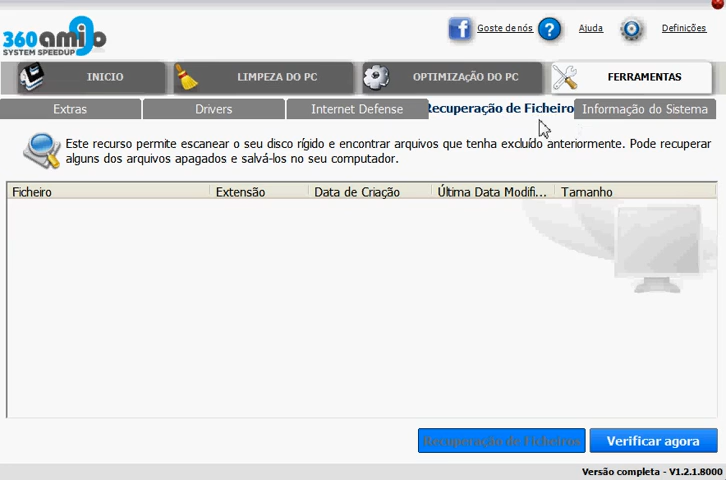 360amigo
SYSTEM SPEEDUP
Goste de nós
?
Ajuda
Definições
INICIO
LIMPEZA DO PC
OPTIMIZAÇÃO DO PC
FERRAMENTAS
Extras
Drivers
Internet Defense
Recuperação de Ficheiro
Informação do Sistema
Este recurso permite escanear o seu disco rígido e encontrar arquivos que tenha excluído anteriormente. Pode recuperar
alguns dos arquivos apagados e salvá-los no seu computador.
Ficheiro
Extensão
Data de Criação
Última Data Modifi...
Tamanho
Recuperação de Ficheiros
Verificar agora
Versão completa - V1.2.1.8000